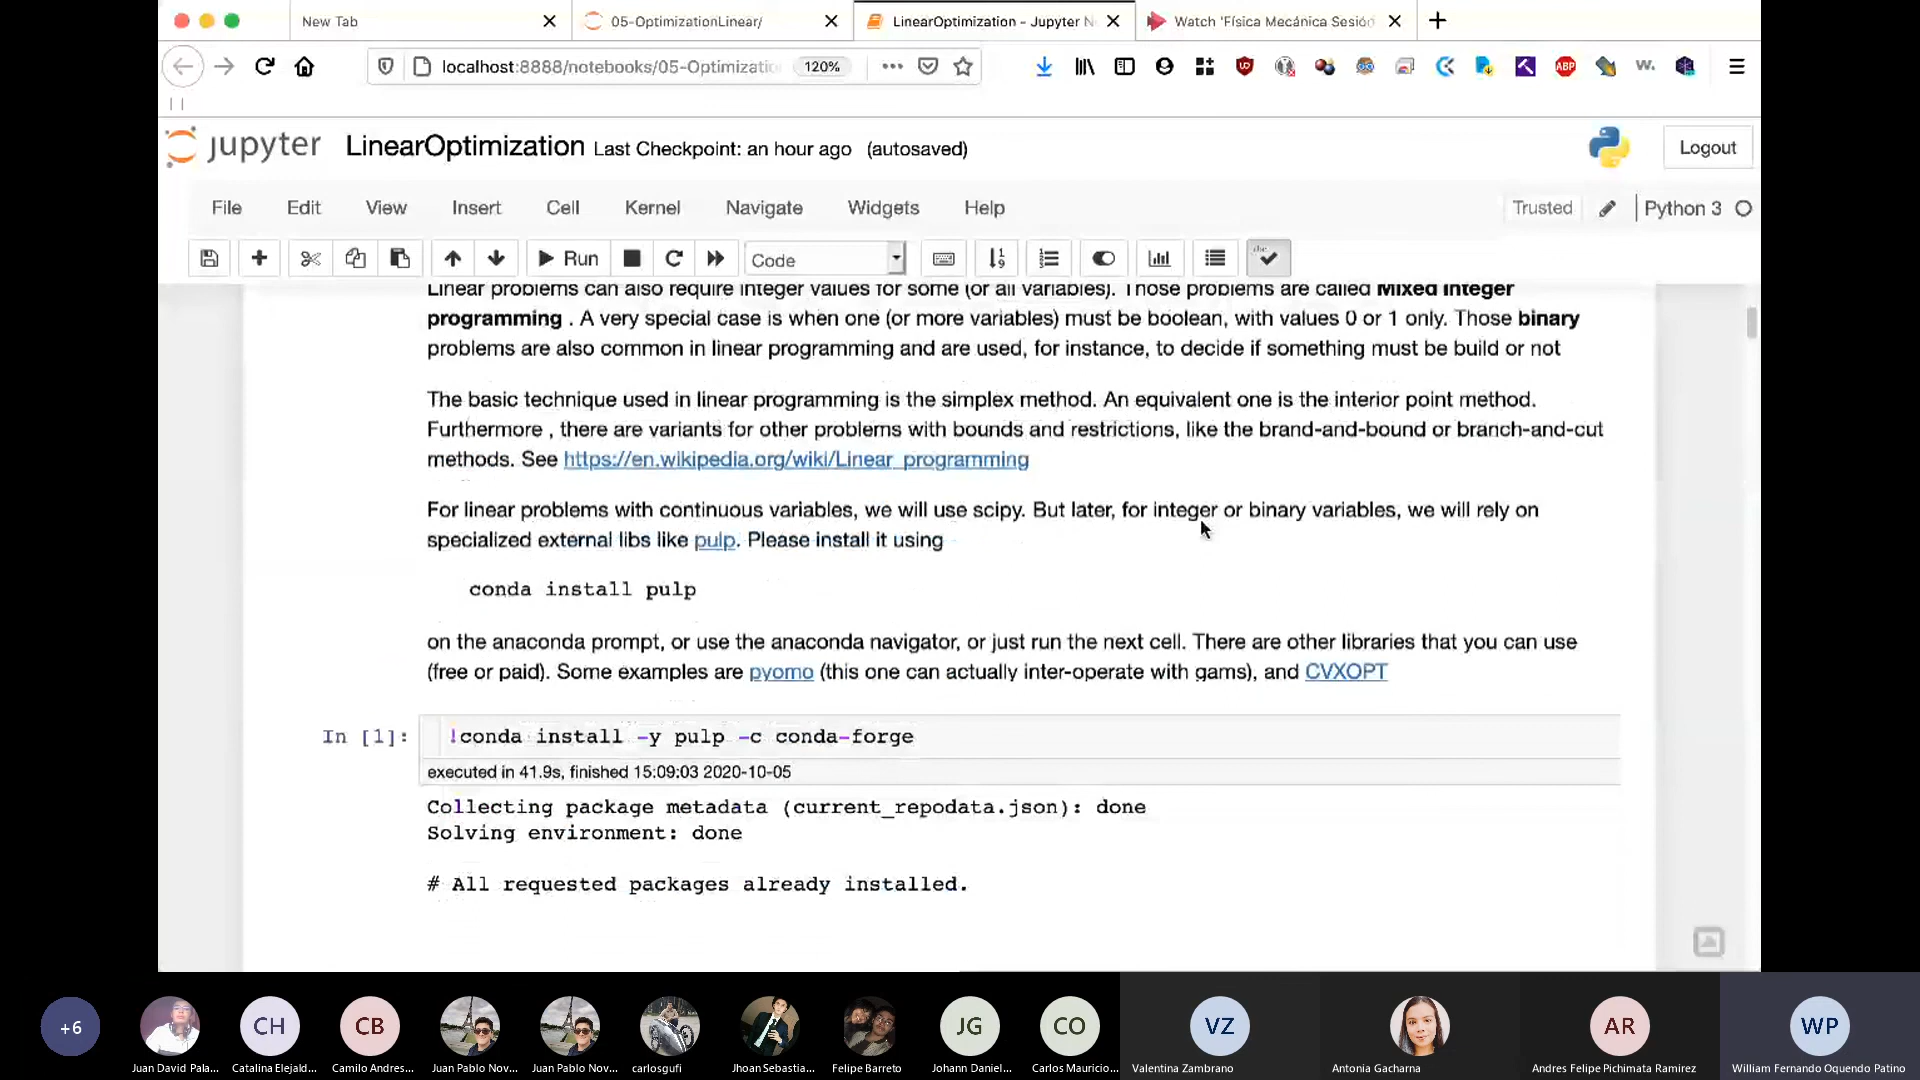 New Tab
05-OptimizationLinear/
LinearOptimization - Jupyter N
Watch 'Física Mecánica Sesión
localhost:8888/notebooks/05-Optimizatic
120%
ABP
w.
jupyter
LinearOptimization Last Checkpoint: an hour ago (autosaved)
Logout
File Edit View Insert Cell Kernel Navigate Widgets Help
Trusted
Python 3
Run
Code
Linear problems can also require integer values for some (or all variables). Those problems are called Mixed Integer
programming . A very special case is when one (or more variables) must be boolean, with values 0 or 1 only. Those binary
problems are also common in linear programming and are used, for instance, to decide if something must be build or not
The basic technique used in linear programming is the simplex method. An equivalent one is the interior point method.
Furthermore , there are variants for other problems with bounds and restrictions, like the brand-and-bound or branch-and-cut
methods. See https://en.wikipedia.org/wiki/Linear_programming
For linear problems with continuous variables, we will use scipy. But later, for integer or binary variables, we will rely on
specialized external libs like pulp. Please install it using
conda install pulp
on the anaconda prompt, or use the anaconda navigator, or just run the next cell. There are other libraries that you can use
(free or paid). Some examples are pyomo (this one can actually inter-operate with gams), and CVXOPT
In [1]: !conda install -y pulp -c conda-forge
executed in 41.9s, finished 15:09:03 2020-10-05
Collecting package metadata (current_repodata.json): done
Solving environment: done
# All requested packages already installed.
+6
CH
CB
JG
CO
VZ
AR
WP
Juan David Pala...
Catalina Elejald...
Camilo Andres...
Juan Pablo Nov...
Juan Pablo Nov...
carlosgufi
Jhoan Sebastia...
Felipe Barreto
Johann Daniel...
Carlos Mauricio...
Valentina Zambrano
Antonia Gacharna
Andres Felipe Pichimata Ramirez
William Fernando Oquendo Patino